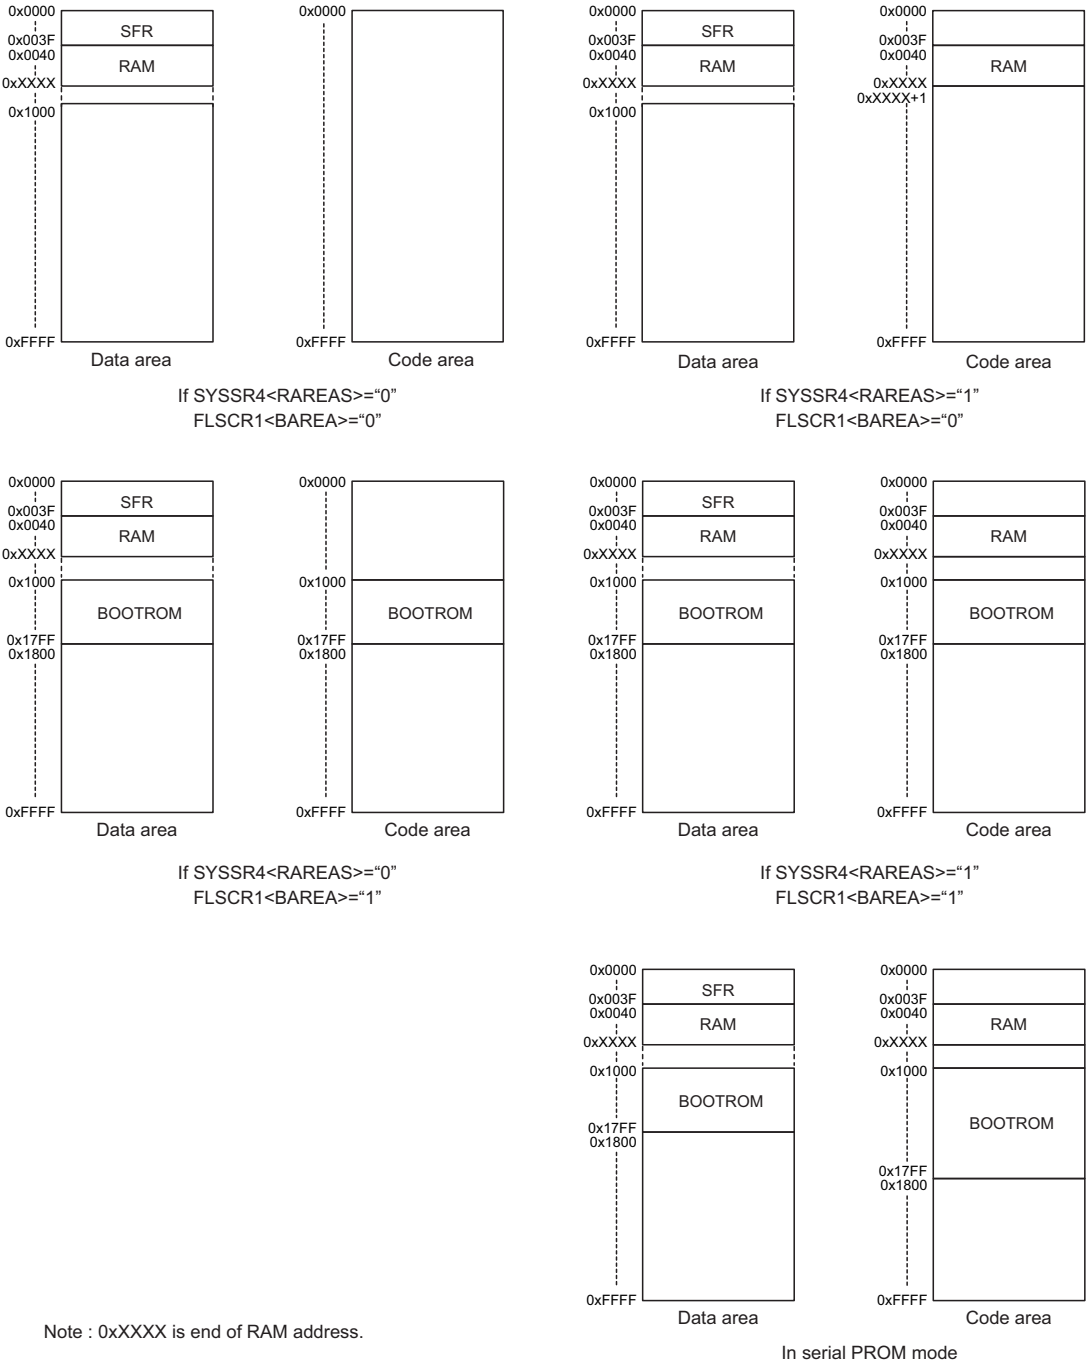 0x0000
SFR
0x003F
0x0040
RAM
0xXXXX
0x1000
0xFFFF
Data area
0x0000
0xFFFF
Code area
If SYSSR4<RAREAS>=“0”
FLSCR1<BAREA>=“0”
0x0000
SFR
0x003F
0x0040
RAM
0xXXXX
0x1000
0xFFFF
Data area
0x0000
0x003F
0x0040
RAM
0xXXXX
0xXXXX+1
0xFFFF
Code area
If SYSSR4<RAREAS>=“1”
FLSCR1<BAREA>=“0”
0x0000
SFR
0x003F
0x0040
RAM
0xXXXX
0x1000
BOOTROM
0x17FF
0x1800
0xFFFF
Data area
0x0000
0x1000
BOOTROM
0x17FF
0x1800
0xFFFF
Code area
If SYSSR4<RAREAS>=“0”
FLSCR1<BAREA>=“1”
0x0000
SFR
0x003F
0x0040
RAM
0xXXXX
0x1000
BOOTROM
0x17FF
0x1800
0xFFFF
Data area
0x0000
0x003F
0x0040
RAM
0xXXXX
0x1000
BOOTROM
0x17FF
0x1800
0xFFFF
Code area
If SYSSR4<RAREAS>=“1”
FLSCR1<BAREA>=“1”
0x0000
SFR
0x003F
0x0040
RAM
0xXXXX
0x1000
BOOTROM
0x17FF
0x1800
0xFFFF
Data area
0x0000
0x003F
0x0040
RAM
0xXXXX
0x1000
BOOTROM
0x17FF
0x1800
0xFFFF
Code area
In serial PROM mode
Note : 0xXXXX is end of RAM address.